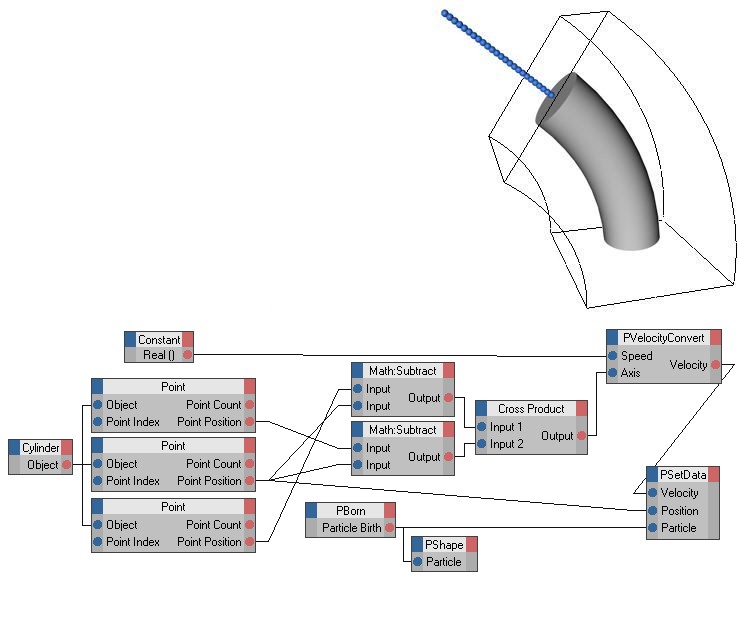 Constant
Real ()
PVelocityConvert
Speed
Velocity
Axis
Math:Subtract
Input
Output
Input
Point
Object Point Count
Point Index Point Position
Cross Product
Input 1
Output
Input 2
Math:Subtract
Input
Output
Input
Cylinder
Object
Point
Object Point Count
Point Index Point Position
PSetData
Velocity
Position
Particle
Point
Object Point Count
Point Index Point Position
PBorn
Particle Birth
PShape
Particle